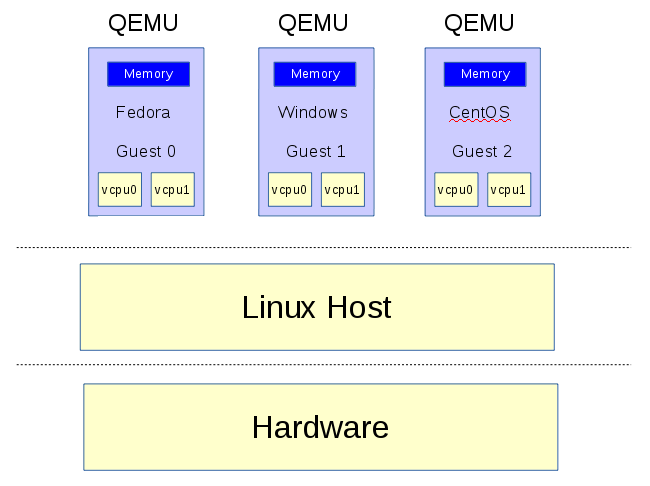 QEMU
QEMU
QEMU
Memory
Memory
Memory
Fedora
Windows
CentOS
Guest 0
Guest 1
Guest 2
vcpu0
vcpu1
vcpu0
vcpu1
vcpu0
vcpu1
Linux Host
Hardware